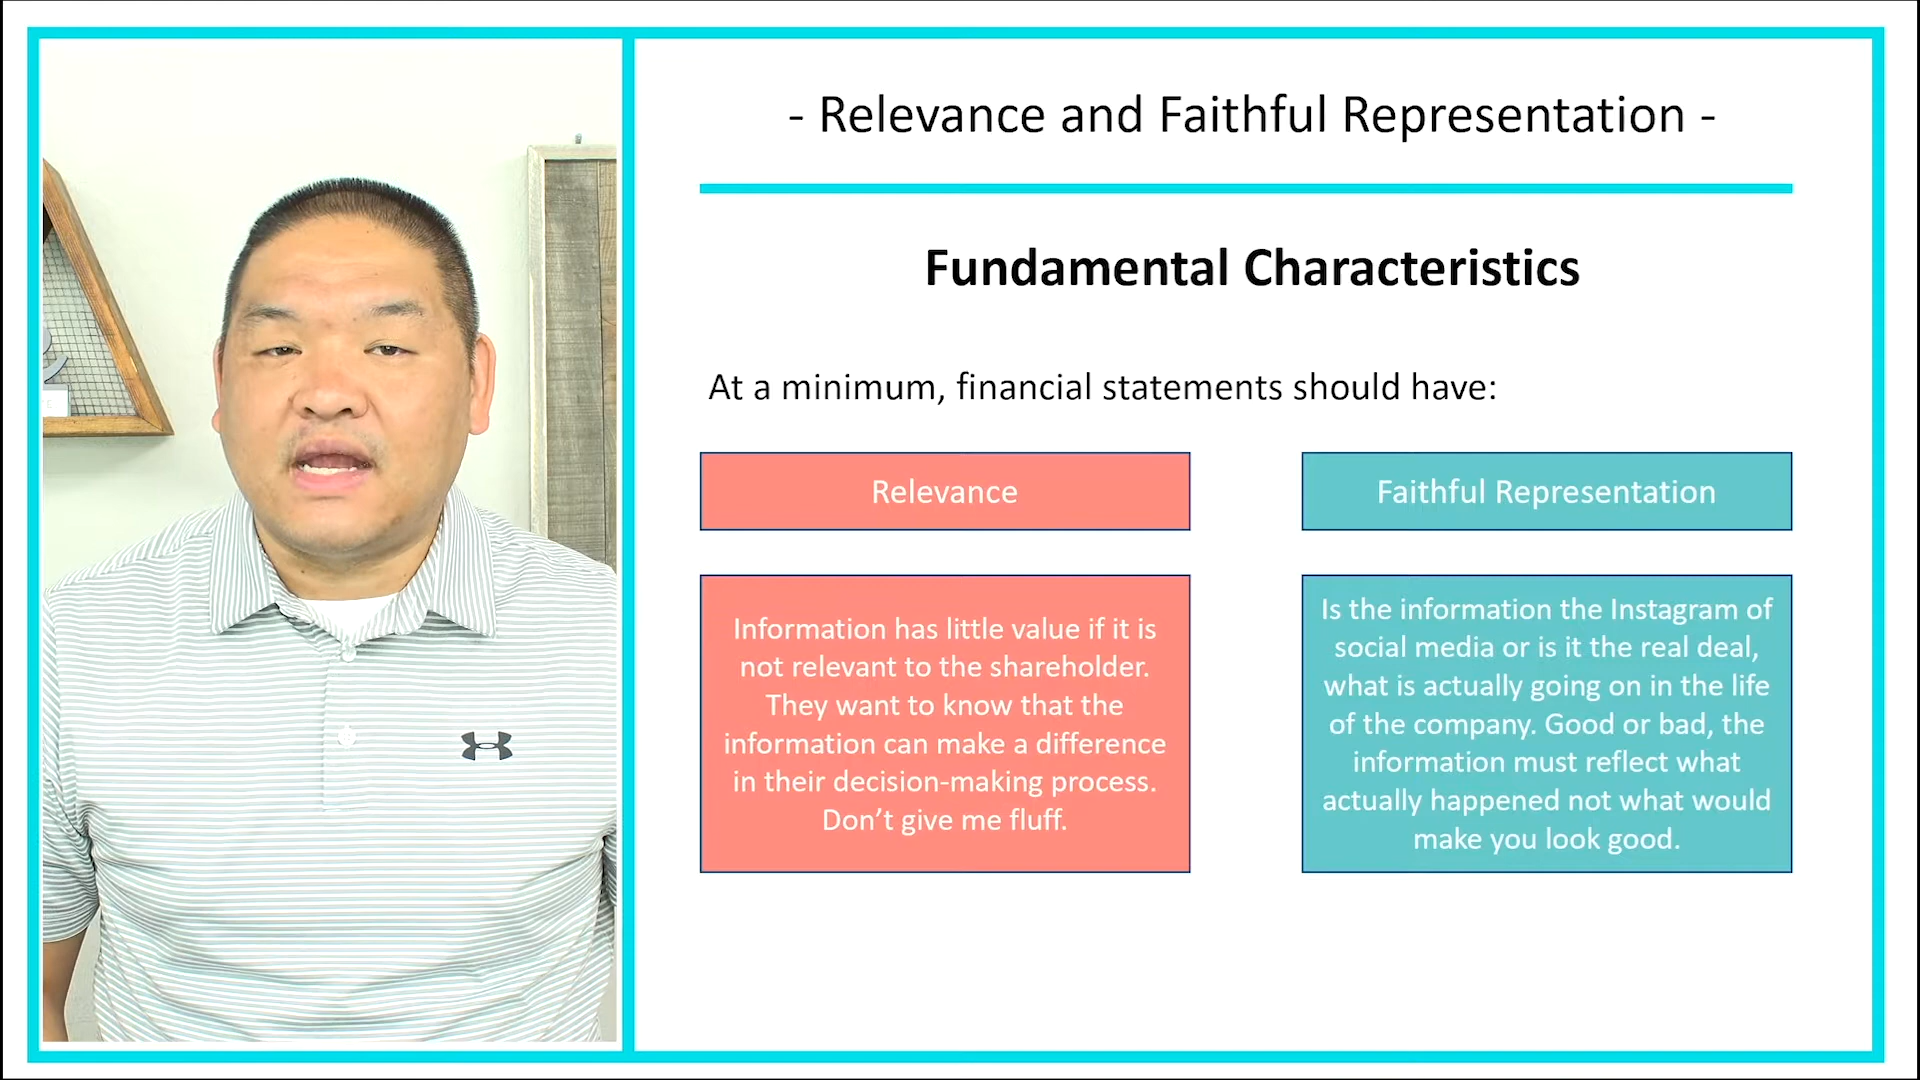 - Relevance and Faithful Representation -
Fundamental Characteristics
At a minimum, financial statements should have:
Relevance
Faithful Representation
Information has little value if it is
not relevant to the shareholder.
They want to know that the
information can make a difference
in their decision-making process.
Don’t give me fluff.
Is the information the Instagram of
social media or is it the real deal,
what is actually going on in the life
of the company. Good or bad, the
information must reflect what
actually happened not what would
make you look good.